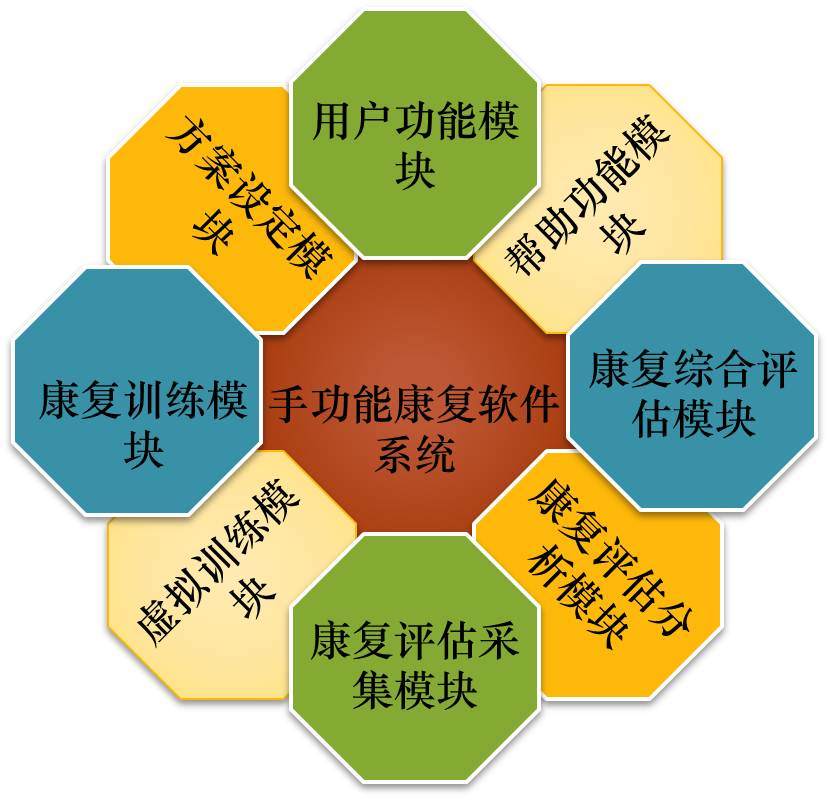 用户功能模
块
方案设定模
块
帮助功能模
块
康复训练模
块
手功能康复软件
系统
康复综合评
估模块
虚拟训练模
块
康复评估采
集模块
康复评估分
析模块